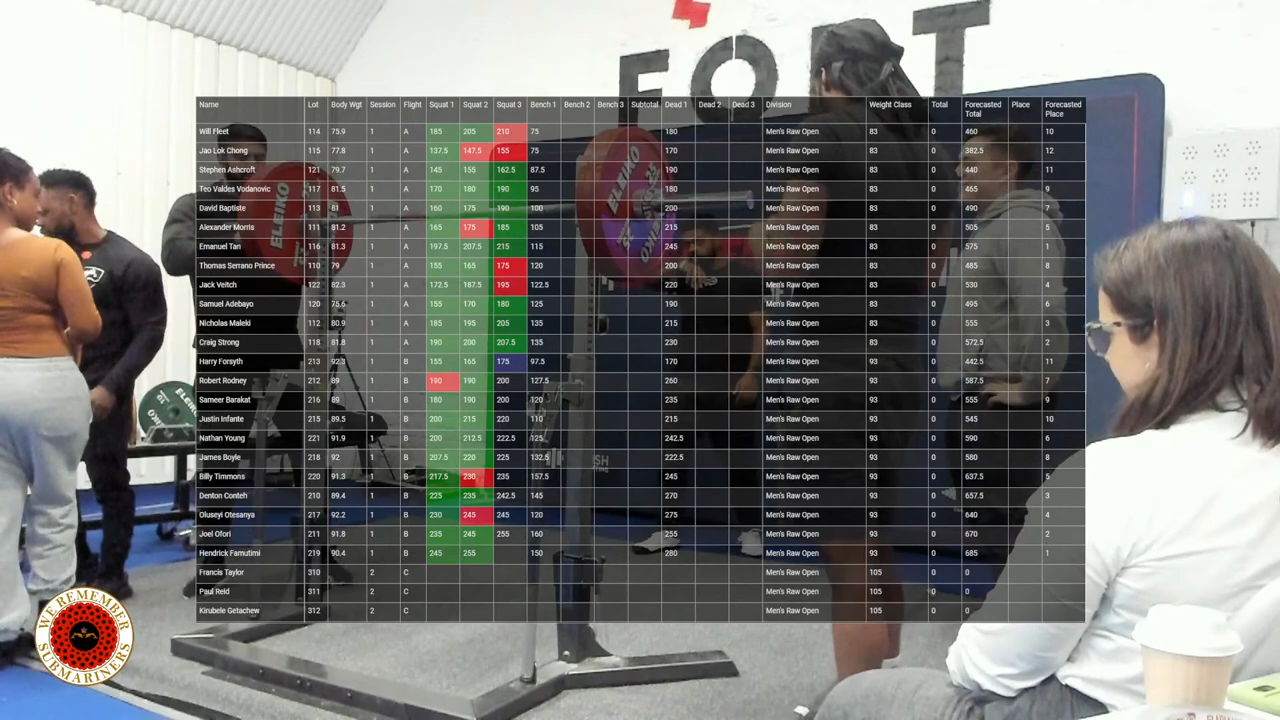 FORT
Name Lot Body Wgt Session Flight Squat 1 Squat 2 Squat 3 Bench 1 Bench 2 Bench 3 Subtotal Dead 1 Dead 2 Dead 3 Division Weight Class Total Forecasted Total Place Forecasted Place
Will Fleet 114 75.9 1 A 185 205 210 75 180 Men's Raw Open 83 0 460 10
Jao Lok Chong 115 77.8 1 A 137.5 147.5 155 75 170 Men's Raw Open 83 0 382.5 12
Stephen Ashcroft 121 79.7 1 A 145 155 162.5 87.5 190 Men's Raw Open 83 0 440 11
Teo Valdes Vodanovic 117 81.5 1 A 170 180 190 95 180 Men's Raw Open 83 0 465 9
David Baptiste 113 81 1 A 160 175 190 100 200 Men's Raw Open 83 0 490 7
Alexander Morris 111 81.2 1 A 165 175 185 105 215 Men's Raw Open 83 0 505 5
Emanuel Tan 116 81.3 1 A 197.5 207.5 215 115 245 Men's Raw Open 83 0 575 1
Thomas Serrano Prince 110 79 1 A 155 165 175 120 200 Men's Raw Open 83 0 485 8
Jack Veitch 122 82.3 1 A 172.5 187.5 195 122.5 220 Men's Raw Open 83 0 530 4
Samuel Adebayo 120 75.6 1 A 155 170 180 125 190 Men's Raw Open 83 0 495 6
Nicholas Maleki 112 80.9 1 A 185 195 205 135 215 Men's Raw Open 83 0 555 3
Craig Strong 118 81.8 1 A 190 200 207.5 135 230 Men's Raw Open 83 0 572.5 2
Harry Forsyth 213 92.3 1 B 155 165 175 97.5 170 Men's Raw Open 93 0 442.5 11
Robert Rodney 212 89 1 B 190 190 200 127.5 260 Men's Raw Open 93 0 587.5 7
Sameer Barakat 216 89 1 B 180 190 200 120 235 Men's Raw Open 93 0 555 9
Justin Infante 215 89.5 1 B 200 215 220 110 215 Men's Raw Open 93 0 545 10
Nathan Young 221 91.9 1 B 200 212.5 222.5 125 242.5 Men's Raw Open 93 0 590 6
James Boyle 218 92 1 B 207.5 220 225 132.5 222.5 Men's Raw Open 93 0 580 8
Billy Timmons 220 91.3 1 B 217.5 230 235 157.5 245 Men's Raw Open 93 0 637.5 5
Denton Conteh 210 89.4 1 B 225 235 242.5 145 270 Men's Raw Open 93 0 657.5 3
Oluseyi Otesanya 217 92.2 1 B 230 245 245 120 275 Men's Raw Open 93 0 640 4
Joel Ofori 211 91.8 1 B 235 245 255 160 255 Men's Raw Open 93 0 670 2
Hendrick Famutimi 219 90.4 1 B 245 255 150 280 Men's Raw Open 93 0 685 1
Francis Taylor 310 2 C Men's Raw Open 105 0 0
Paul Reid 311 2 C Men's Raw Open 105 0 0
Kirubele Getachew 312 2 C Men's Raw Open 105 0 0
ELEIKO
ELEIKO
25
ELEIKO
WE REMEMBER
SUBMARINERS